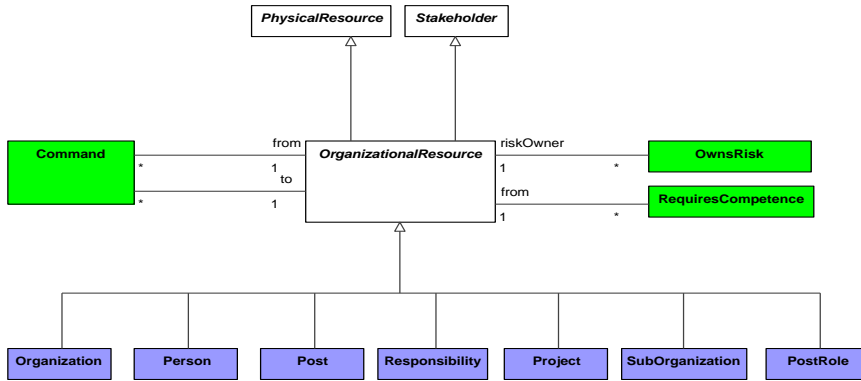 PhysicalResource
Stakeholder
Command
from
*
1
to
*
1
OrganizationalResource
riskOwner
1
*
OwnsRisk
from
1
*
RequiresCompetence
Organization
Person
Post
Responsibility
Project
SubOrganization
PostRole